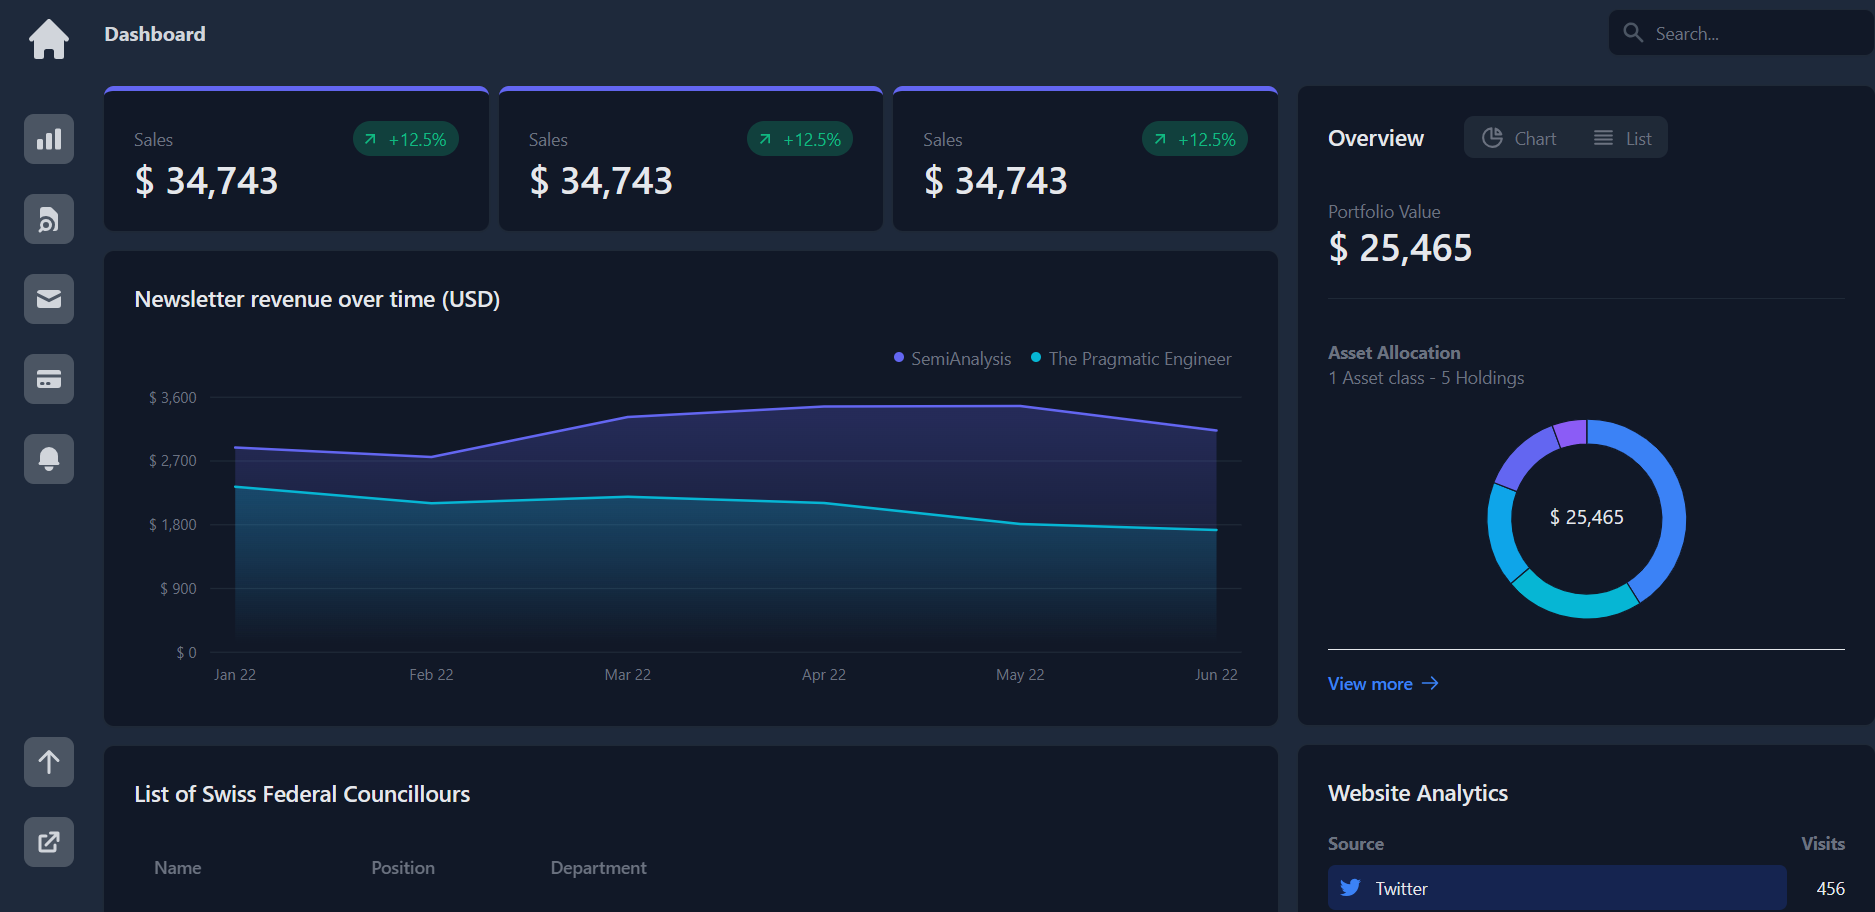 Dashboard
Search...
Sales
+12.5%
$ 34,743
Sales
+12.5%
$ 34,743
Sales
+12.5%
$ 34,743
Newsletter revenue over time (USD)
SemiAnalysis
The Pragmatic Engineer
$ 3,600
$ 2,700
$ 1,800
$ 900
$ 0
Jan 22
Feb 22
Mar 22
Apr 22
May 22
Jun 22
Overview
Chart
List
Portfolio Value
$ 25,465
Asset Allocation
1 Asset class - 5 Holdings
$ 25,465
View more
List of Swiss Federal Councillours
Name Position Department
Website Analytics
Source Visits
Twitter 456